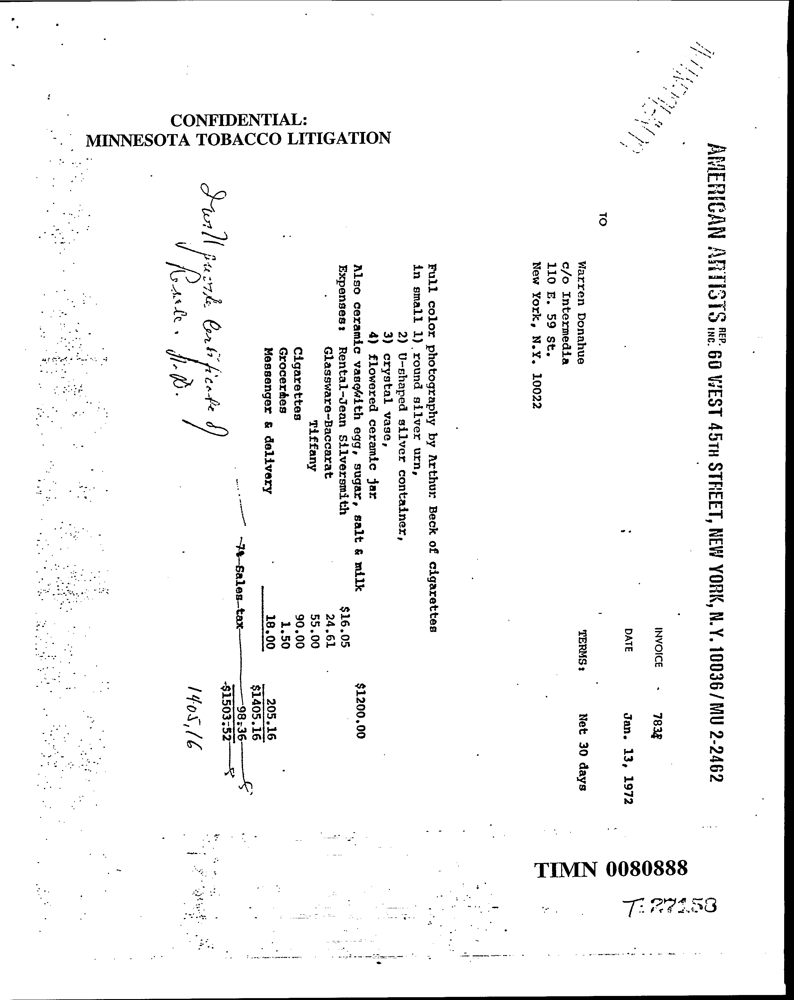 CONFIDENTIAL:
MINNESOTA TOBACCO LITIGATION
AMERICAN ARTISTS REP. INC. 60 WEST 45TH STREET, NEW YORK, N.Y. 10036 / MU 2-2462
INVOICE - 7838
DATE Jan. 13, 1972
TO
Warren Donahue
c/o Intermedia
110 E. 59 St.
New York, N.Y. 10022
TERMS: Net 30 days
Full color photography by Arthur Beck of cigarettes
in small 1) round silver urn,
2) U-shaped silver container,
3) crystal vase,
4) flowered ceramic jar
Also ceramic vase with egg, sugar, salt & milk $1200.00
Expenses: Rental-Jean Silversmith $16.05
Glassware-Baccarat 24.61
Tiffany 55.00
Cigarettes 90.00
Groceries 1.50
Messenger & delivery 18.00 205.16
$1405.16
7% Sales tax 98.36
$1503.52
1405,16
Certificate of
TIMN 0080888
T: 27158